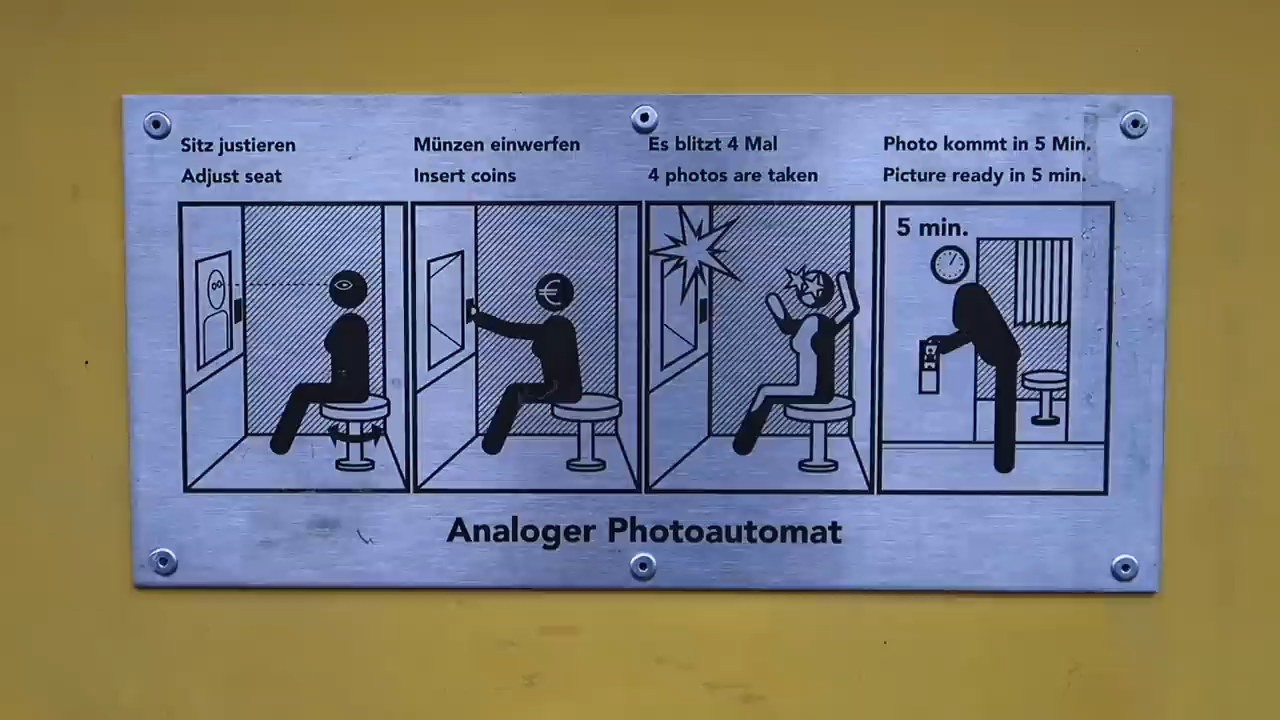 Sitz justieren
Adjust seat
Münzen einwerfen
Insert coins
Es blitzt 4 Mal
4 photos are taken
Photo kommt in 5 Min.
Picture ready in 5 min.
€
5 min.
Analoger Photoautomat